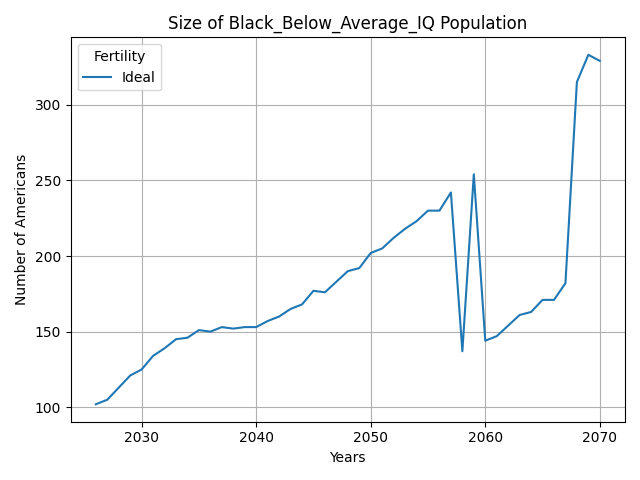 Size of Black_Below_Average_IQ Population
Fertility
Ideal
Number of Americans
300
250
200
150
100
2030 2040 2050 2060 2070
Years